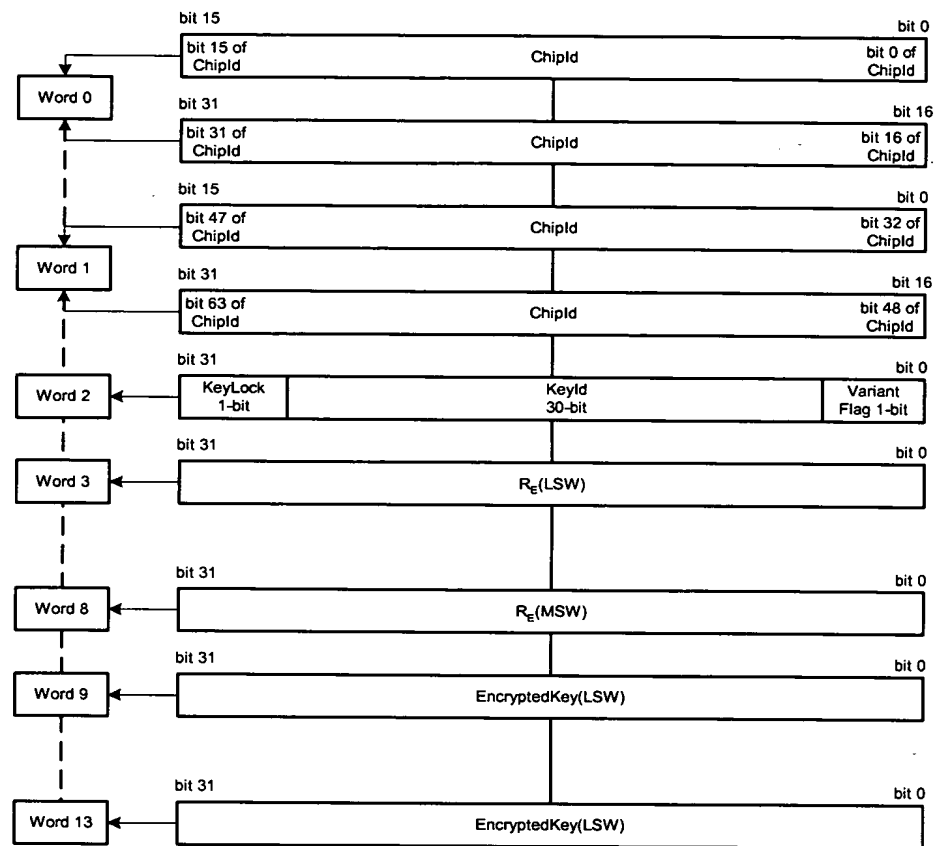 bit 15
bit 0
bit 15 of
ChipId
ChipId
bit 0 of
ChipId
Word 0
bit 31
bit 16
bit 31 of
ChipId
ChipId
bit 16 of
ChipId
bit 15
bit 0
bit 47 of
ChipId
ChipId
bit 32 of
ChipId
Word 1
bit 31
bit 16
bit 63 of
ChipId
ChipId
bit 48 of
ChipId
bit 31
bit 0
Word 2
KeyLock
1-bit
KeyId
30-bit
Variant
Flag 1-bit
bit 31
bit 0
Word 3
RE(LSW)
bit 31
bit 0
Word 8
RE(MSW)
bit 31
bit 0
Word 9
EncryptedKey(LSW)
bit 31
bit 0
Word 13
EncryptedKey(LSW)